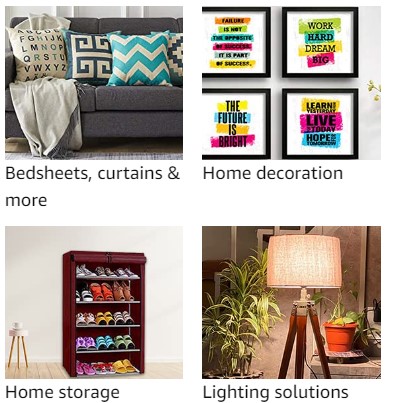 A B C D E
F G H I J K
L M N O P
Q R S T U
V W X Y Z
FAILURE
IS NOT
THE OPPOSITE
OF SUCCESS.
IT IS PART
OF SUCCESS.
WORK
HARD
DREAM
BIG
THE
FUTURE
IS
BRIGHT
LEARN FROM
YESTERDAY
LIVE FOR
TODAY
HOPE FOR
TOMORROW
Bedsheets, curtains &
more
Home decoration
Home storage
Lighting solutions